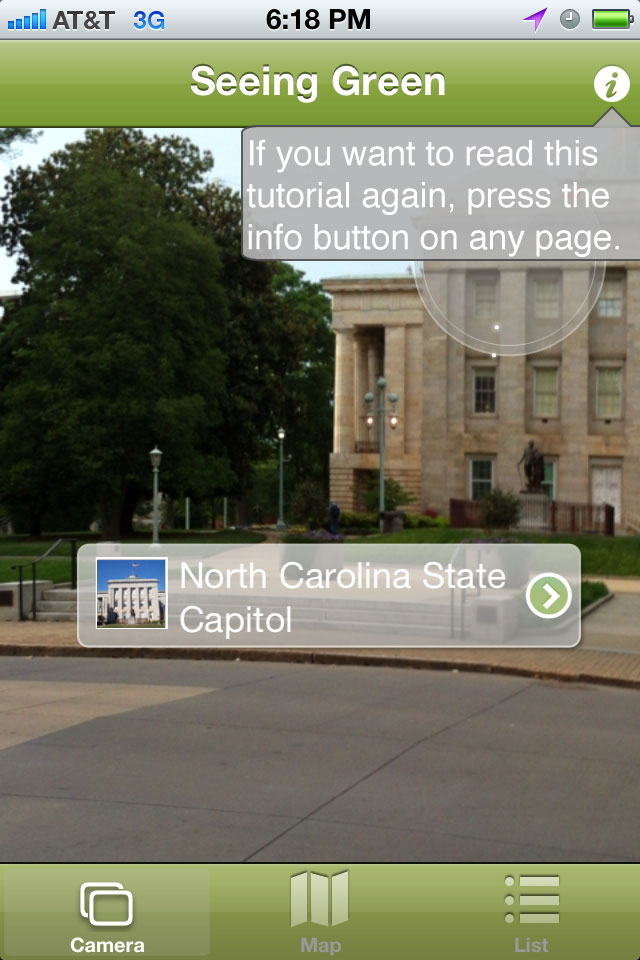 AT&T 3G 6:18 PM
Seeing Green
If you want to read this
tutorial again, press the
info button on any page.
North Carolina State
Capitol
Camera Map List